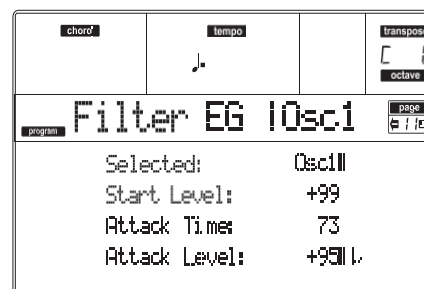 chord tempo transpose
C
octave
program Filter EG |Osc1 page
Selected: Osc1
Start Level: +99
Attack Time: 73
Attack Level: +95